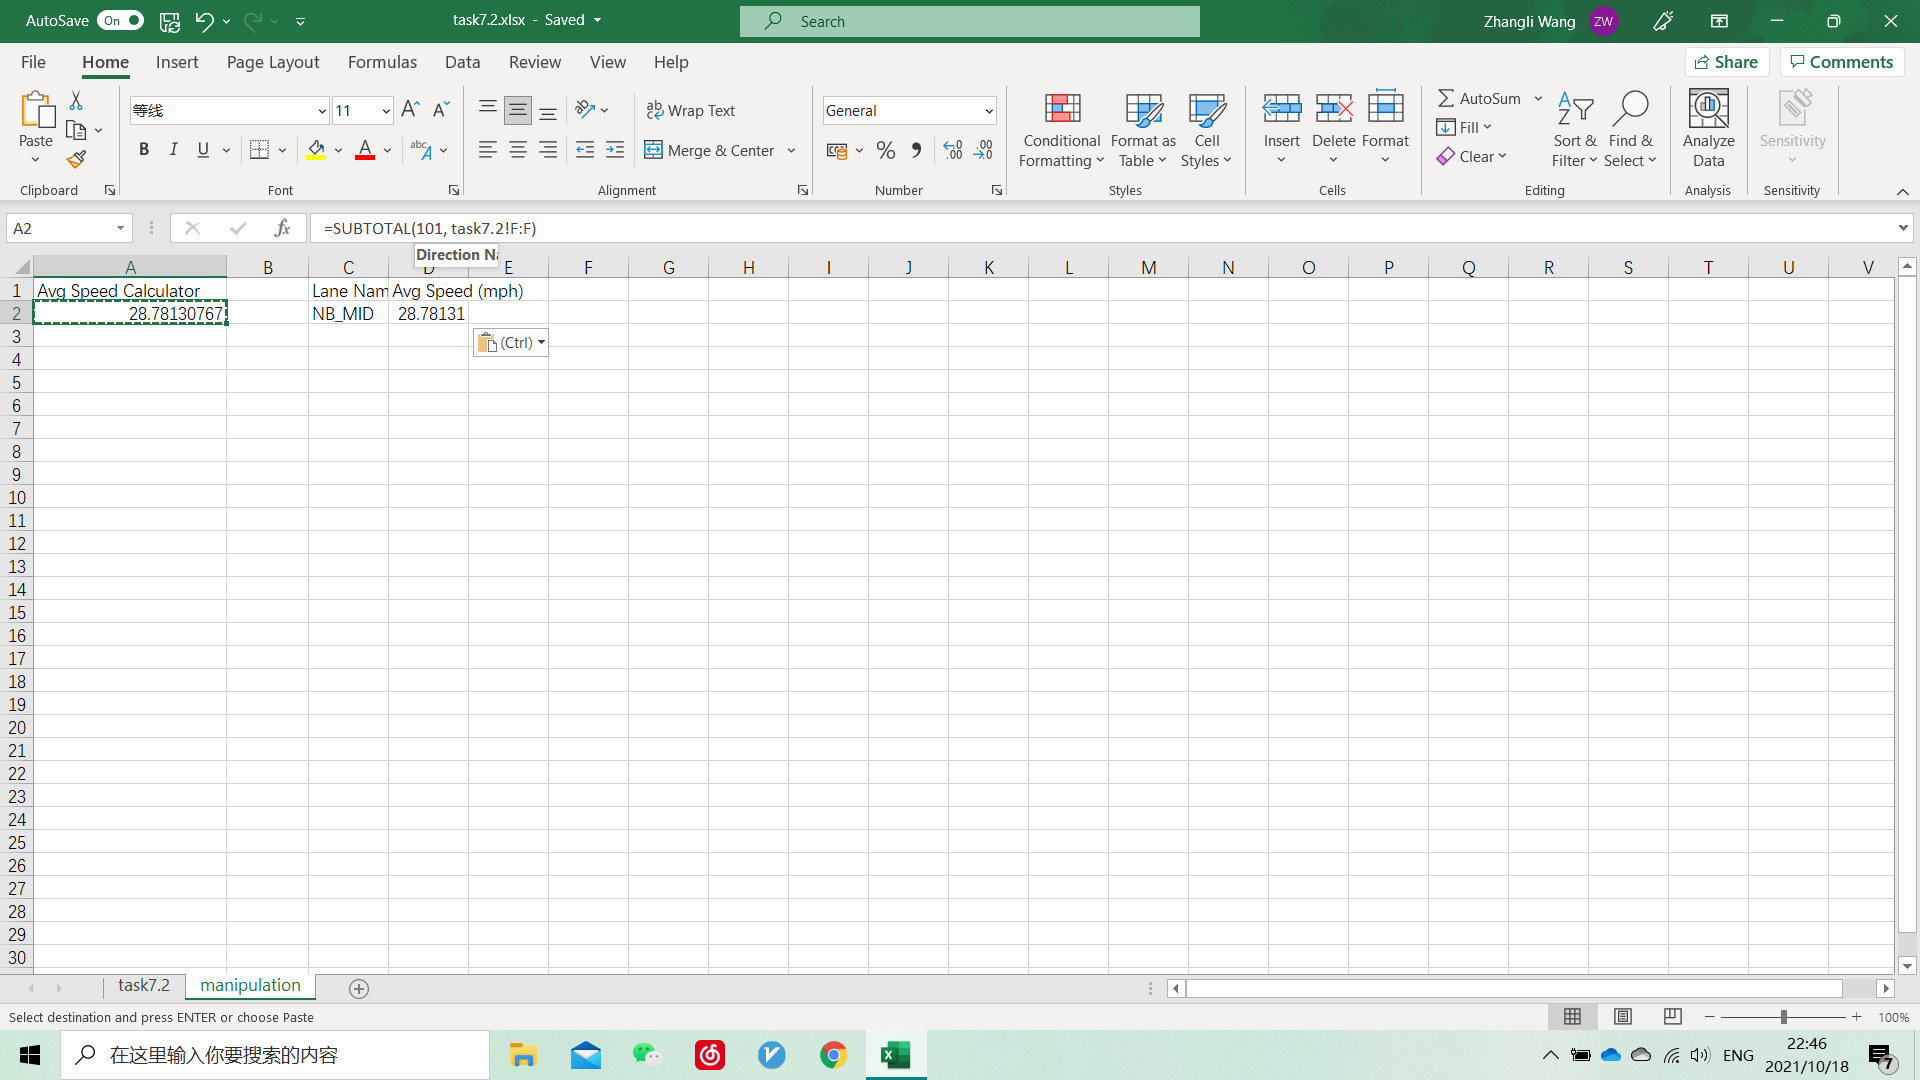 AutoSave On task7.2.xlsx - Saved Search Zhangli Wang ZW
File Home Insert Page Layout Formulas Data Review View Help Share Comments
Paste 等线 11 Wrap Text General Conditional Formatting Format as Table Cell Styles Insert Delete Format AutoSum Fill Clear Sort & Filter Find & Select Analyze Data Sensitivity
B I U abc A Merge & Center % , .00 .00
Clipboard Font Alignment Number Styles Cells Editing Analysis Sensitivity
A2 fx =SUBTOTAL(101, task7.2!F:F)
Direction Na
A B C D E F G H I J K L M N O P Q R S T U V
1 Avg Speed Calculator Lane Nam Avg Speed (mph)
2 28.78130767 NB_MID 28.78131
3 (Ctrl)
4
5
6
7
8
9
10
11
12
13
14
15
16
17
18
19
20
21
22
23
24
25
26
27
28
29
30
task7.2 manipulation
Select destination and press ENTER or choose Paste 100%
在这里输入你要搜索的内容 ENG 22:46
2021/10/18 7